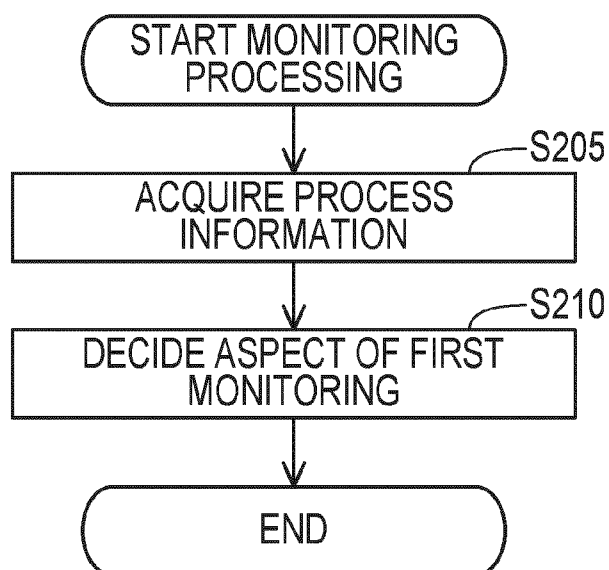 START MONITORING
PROCESSING
S205
ACQUIRE PROCESS
INFORMATION
S210
DECIDE ASPECT OF FIRST
MONITORING
END